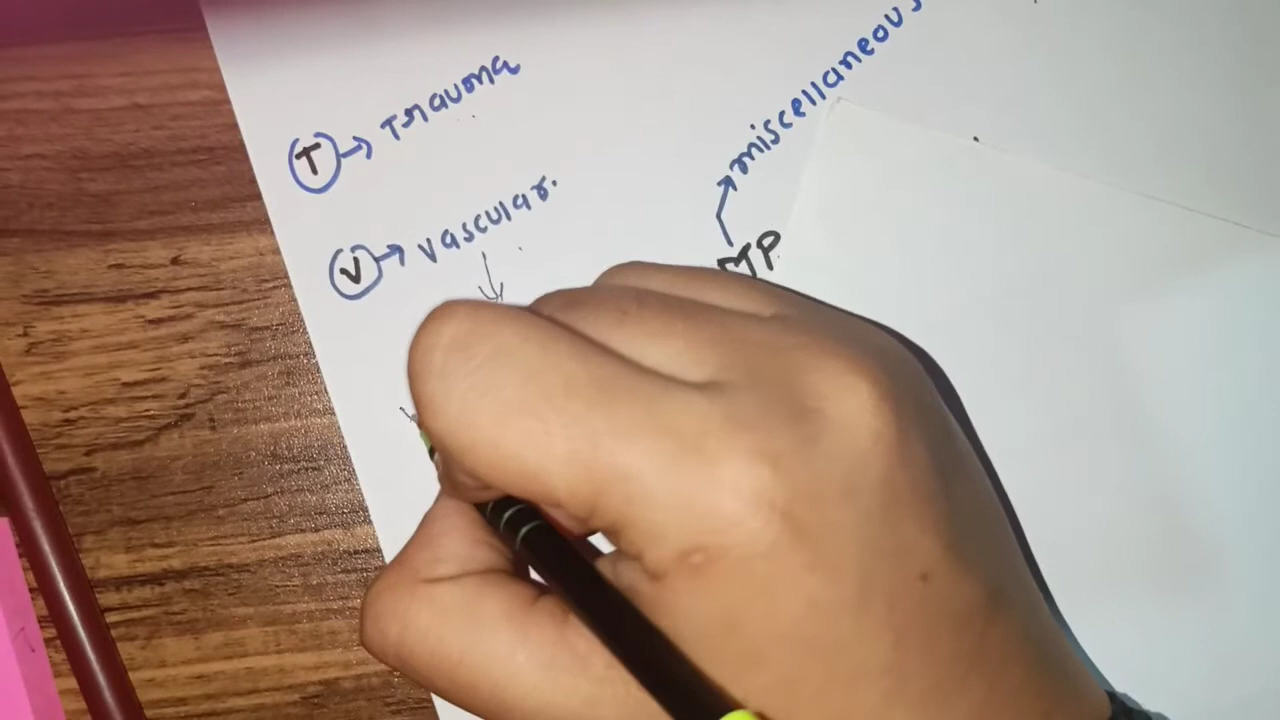 T → Trauma
V → vascular.
miscellaneous